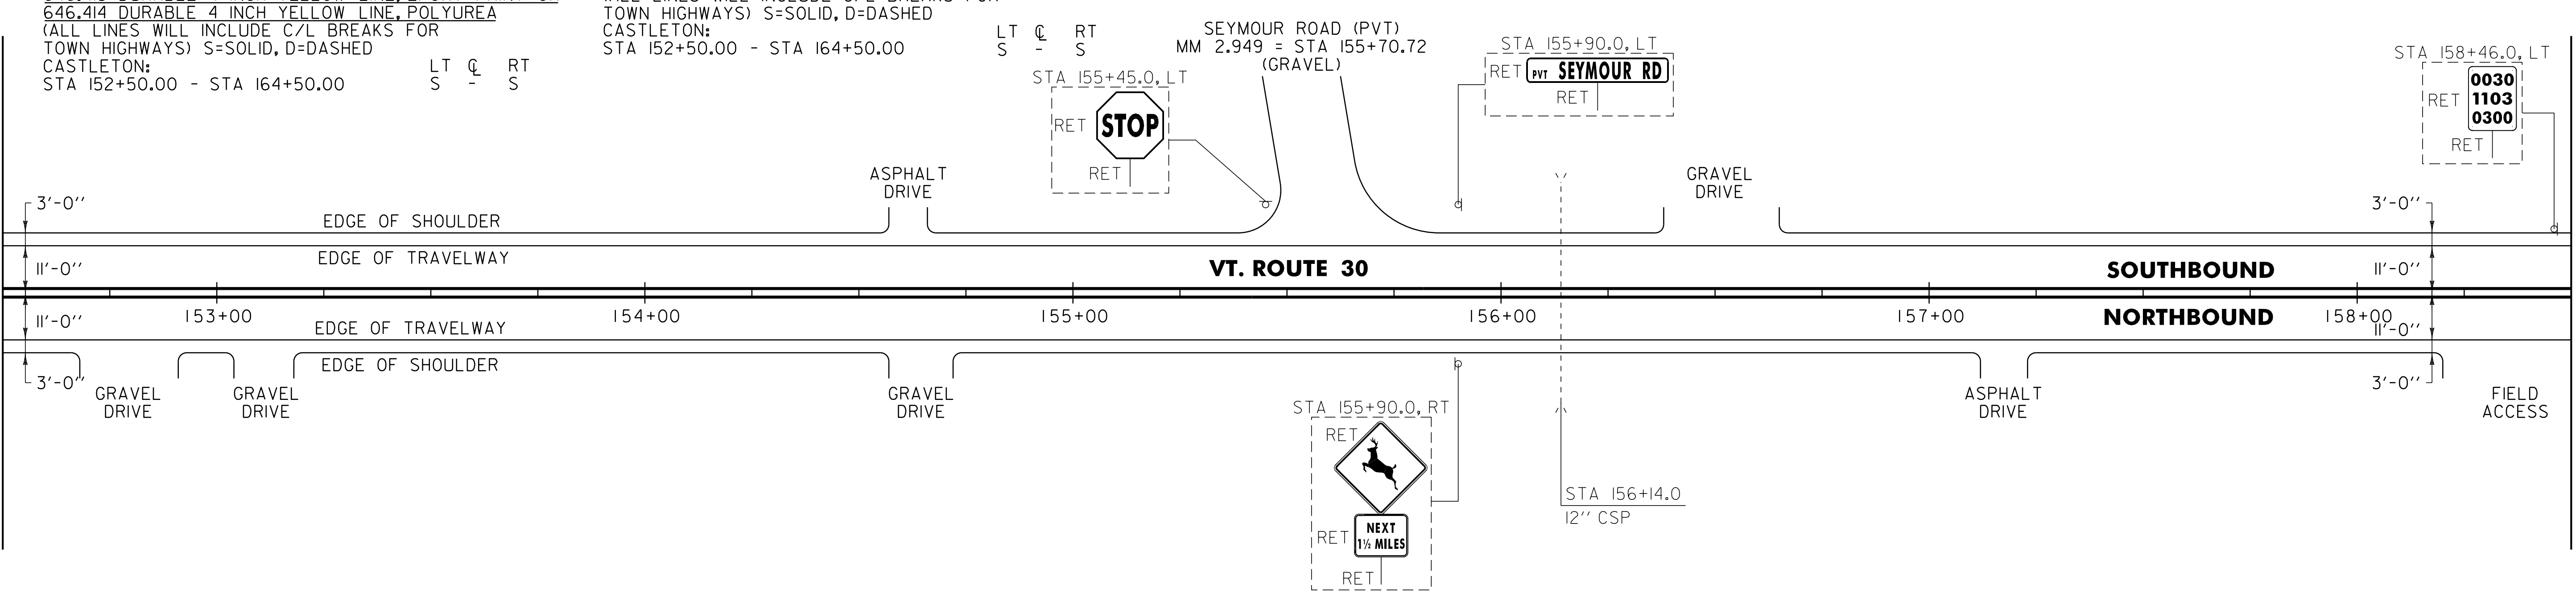 646.414 DURABLE 4 INCH YELLOW LINE, POLYUREA
(ALL LINES WILL INCLUDE C/L BREAKS FOR
TOWN HIGHWAYS) S=SOLID, D=DASHED
CASTLETON: LT ℄ RT
STA 152+50.00 - STA 164+50.00 S - S
TOWN HIGHWAYS) S=SOLID, D=DASHED
CASTLETON: LT ℄ RT
STA 152+50.00 - STA 164+50.00 S - S
SEYMOUR ROAD (PVT)
MM 2.949 = STA 155+70.72
(GRAVEL)
STA 155+45.0, LT
RET STOP
RET
STA 155+90.0, LT
RET PVT SEYMOUR RD
RET
STA 158+46.0, LT
0030
RET 1103
0300
RET
ASPHALT
DRIVE
GRAVEL
DRIVE
3'-0''
EDGE OF SHOULDER
3'-0''
EDGE OF TRAVELWAY
11'-0''
VT. ROUTE 30
SOUTHBOUND
11'-0''
153+00
154+00
155+00
156+00
157+00
158+00
11'-0''
EDGE OF TRAVELWAY
NORTHBOUND
11'-0''
EDGE OF SHOULDER
3'-0''
3'-0''
GRAVEL
DRIVE
GRAVEL
DRIVE
GRAVEL
DRIVE
ASPHALT
DRIVE
FIELD
ACCESS
STA 155+90.0, RT
RET
RET NEXT
1½ MILES
RET
STA 156+14.0
12'' CSP